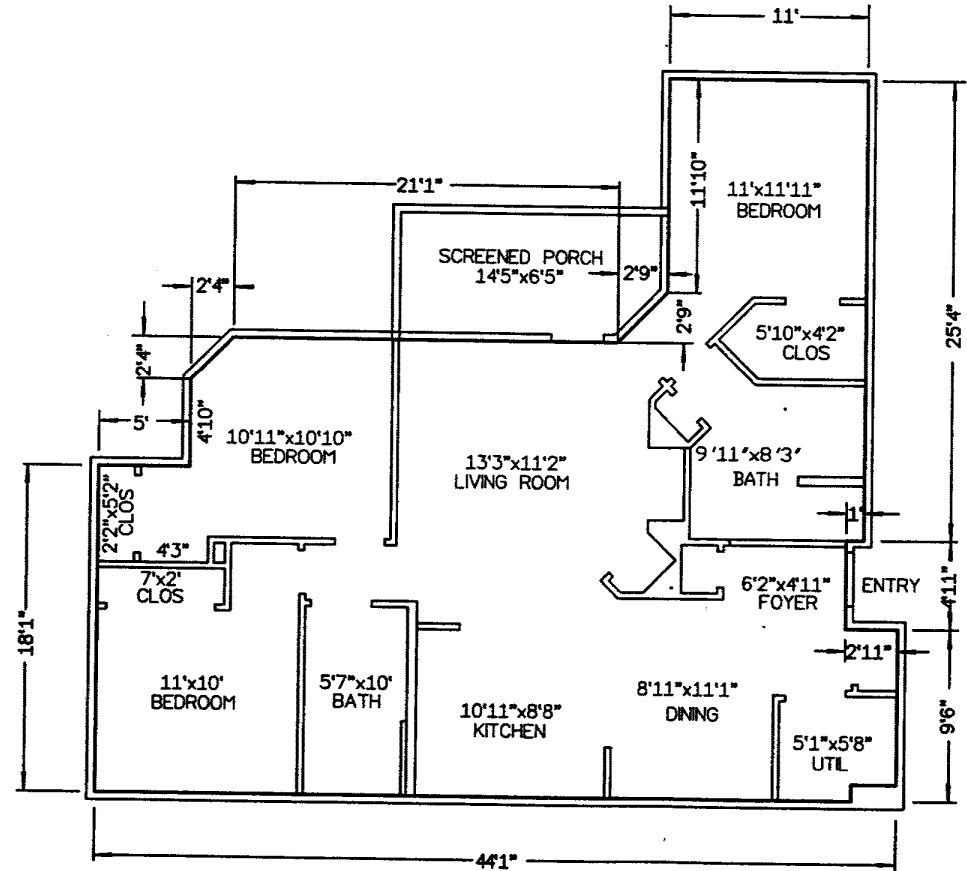 11'
21'1"
11'10"
11'x11'11"
BEDROOM
SCREENED PORCH
14'5"x6'5"
2'9"
2'4"
2'9"
25'4"
5'10"x4'2"
CLOS
2'4"
5'
4'10"
10'11"x10'10"
BEDROOM
13'3"x11'2"
LIVING ROOM
9'11"x8'3"
BATH
2'2"x5'2"
CLOS
1'
4'3"
7'x2'
CLOS
6'2"x4'11"
FOYER
ENTRY
4'11"
18'1"
2'11"
11'x10'
BEDROOM
5'7"x10'
BATH
10'11"x8'8"
KITCHEN
8'11"x11'1"
DINING
9'6"
5'1"x5'8"
UTIL
44'1"